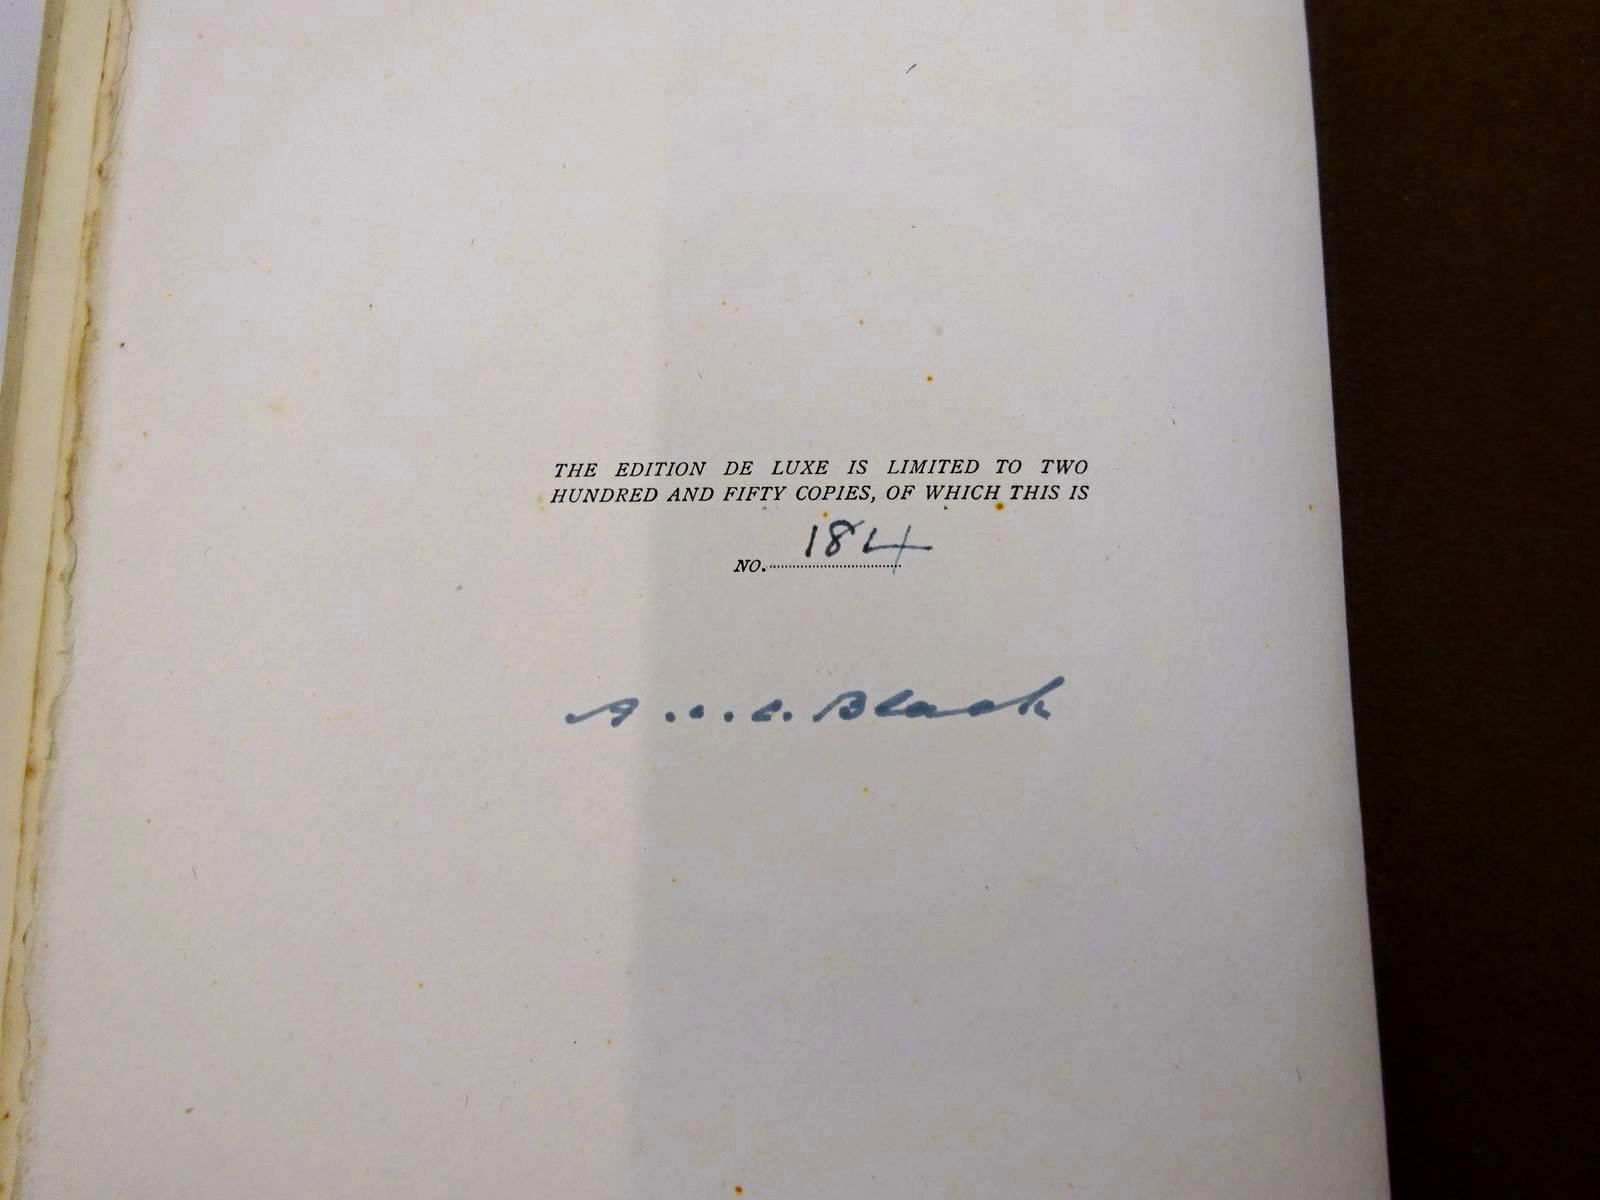 THE EDITION DE LUXE IS LIMITED TO TWO
HUNDRED AND FIFTY COPIES, OF WHICH THIS IS
184
NO.
A. & C. Black